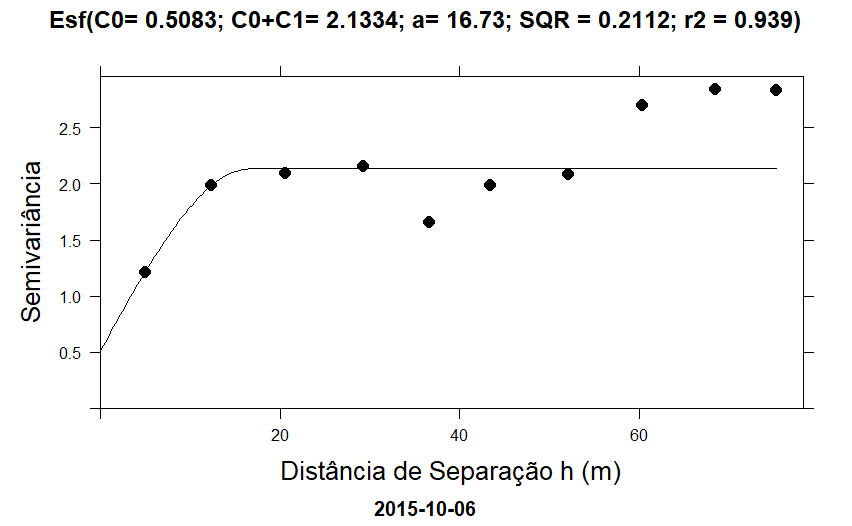 Esf(C0= 0.5083; C0+C1= 2.1334; a= 16.73; SQR = 0.2112; r2 = 0.939)
2.5
2.0
1.5
1.0
0.5
Semivariância
20 40 60
Distância de Separação h (m)
2015-10-06